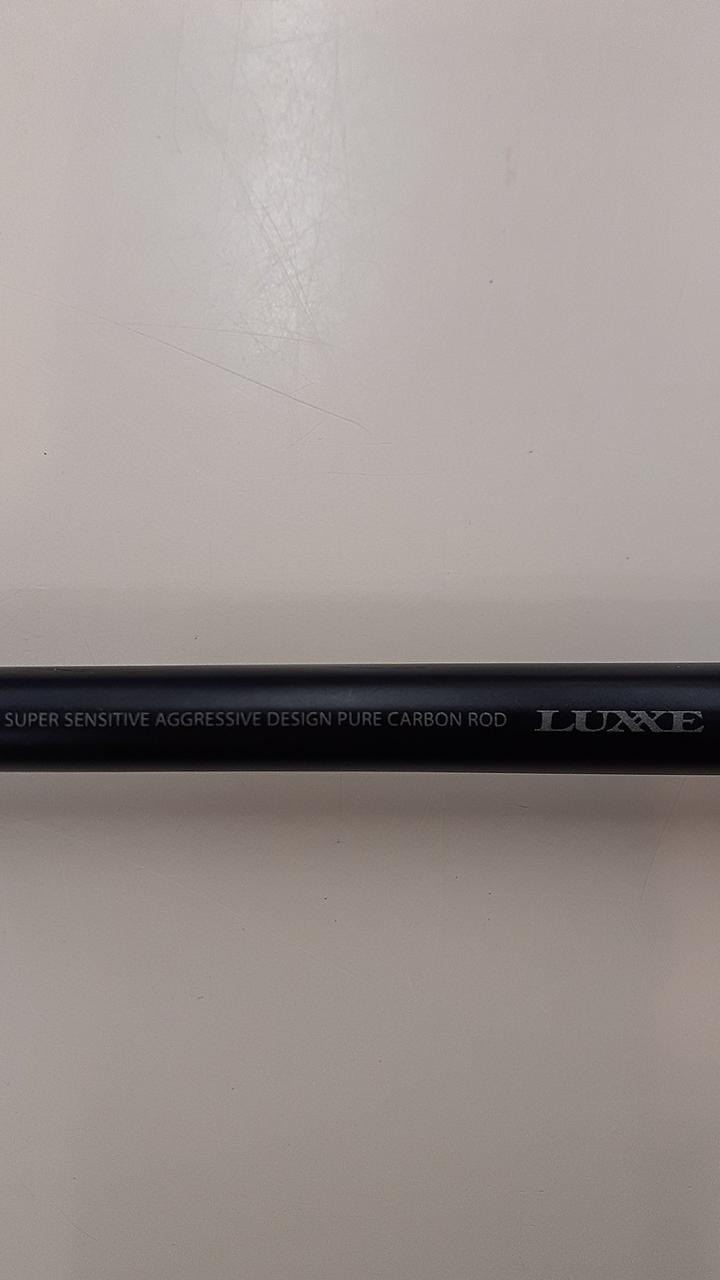 SUPER SENSITIVE AGGRESSIVE DESIGN PURE CARBON ROD LUXXE